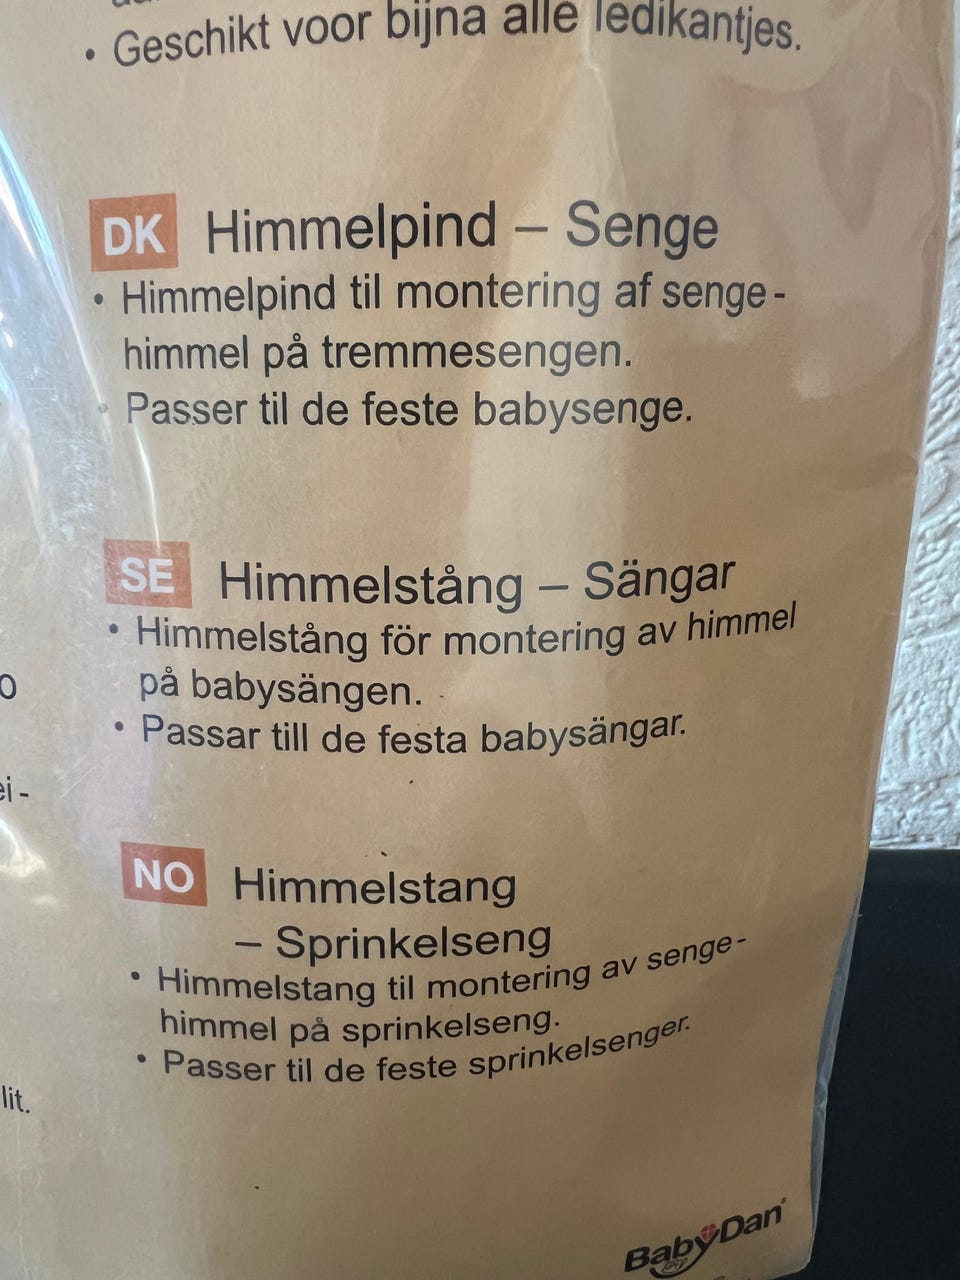 • Geschikt voor bijna alle ledikantjes.
DK Himmelpind – Senge
• Himmelpind til montering af senge-
himmel på tremmesengen.
• Passer til de feste babysenge.
SE Himmelstång – Sängar
• Himmelstång för montering av himmel
på babysängen.
• Passar till de festa babysängar.
NO Himmelstang
– Sprinkelseng
• Himmelstang til montering av senge-
himmel på sprinkelseng.
• Passer til de feste sprinkelsenger.
lit.
BabyDan